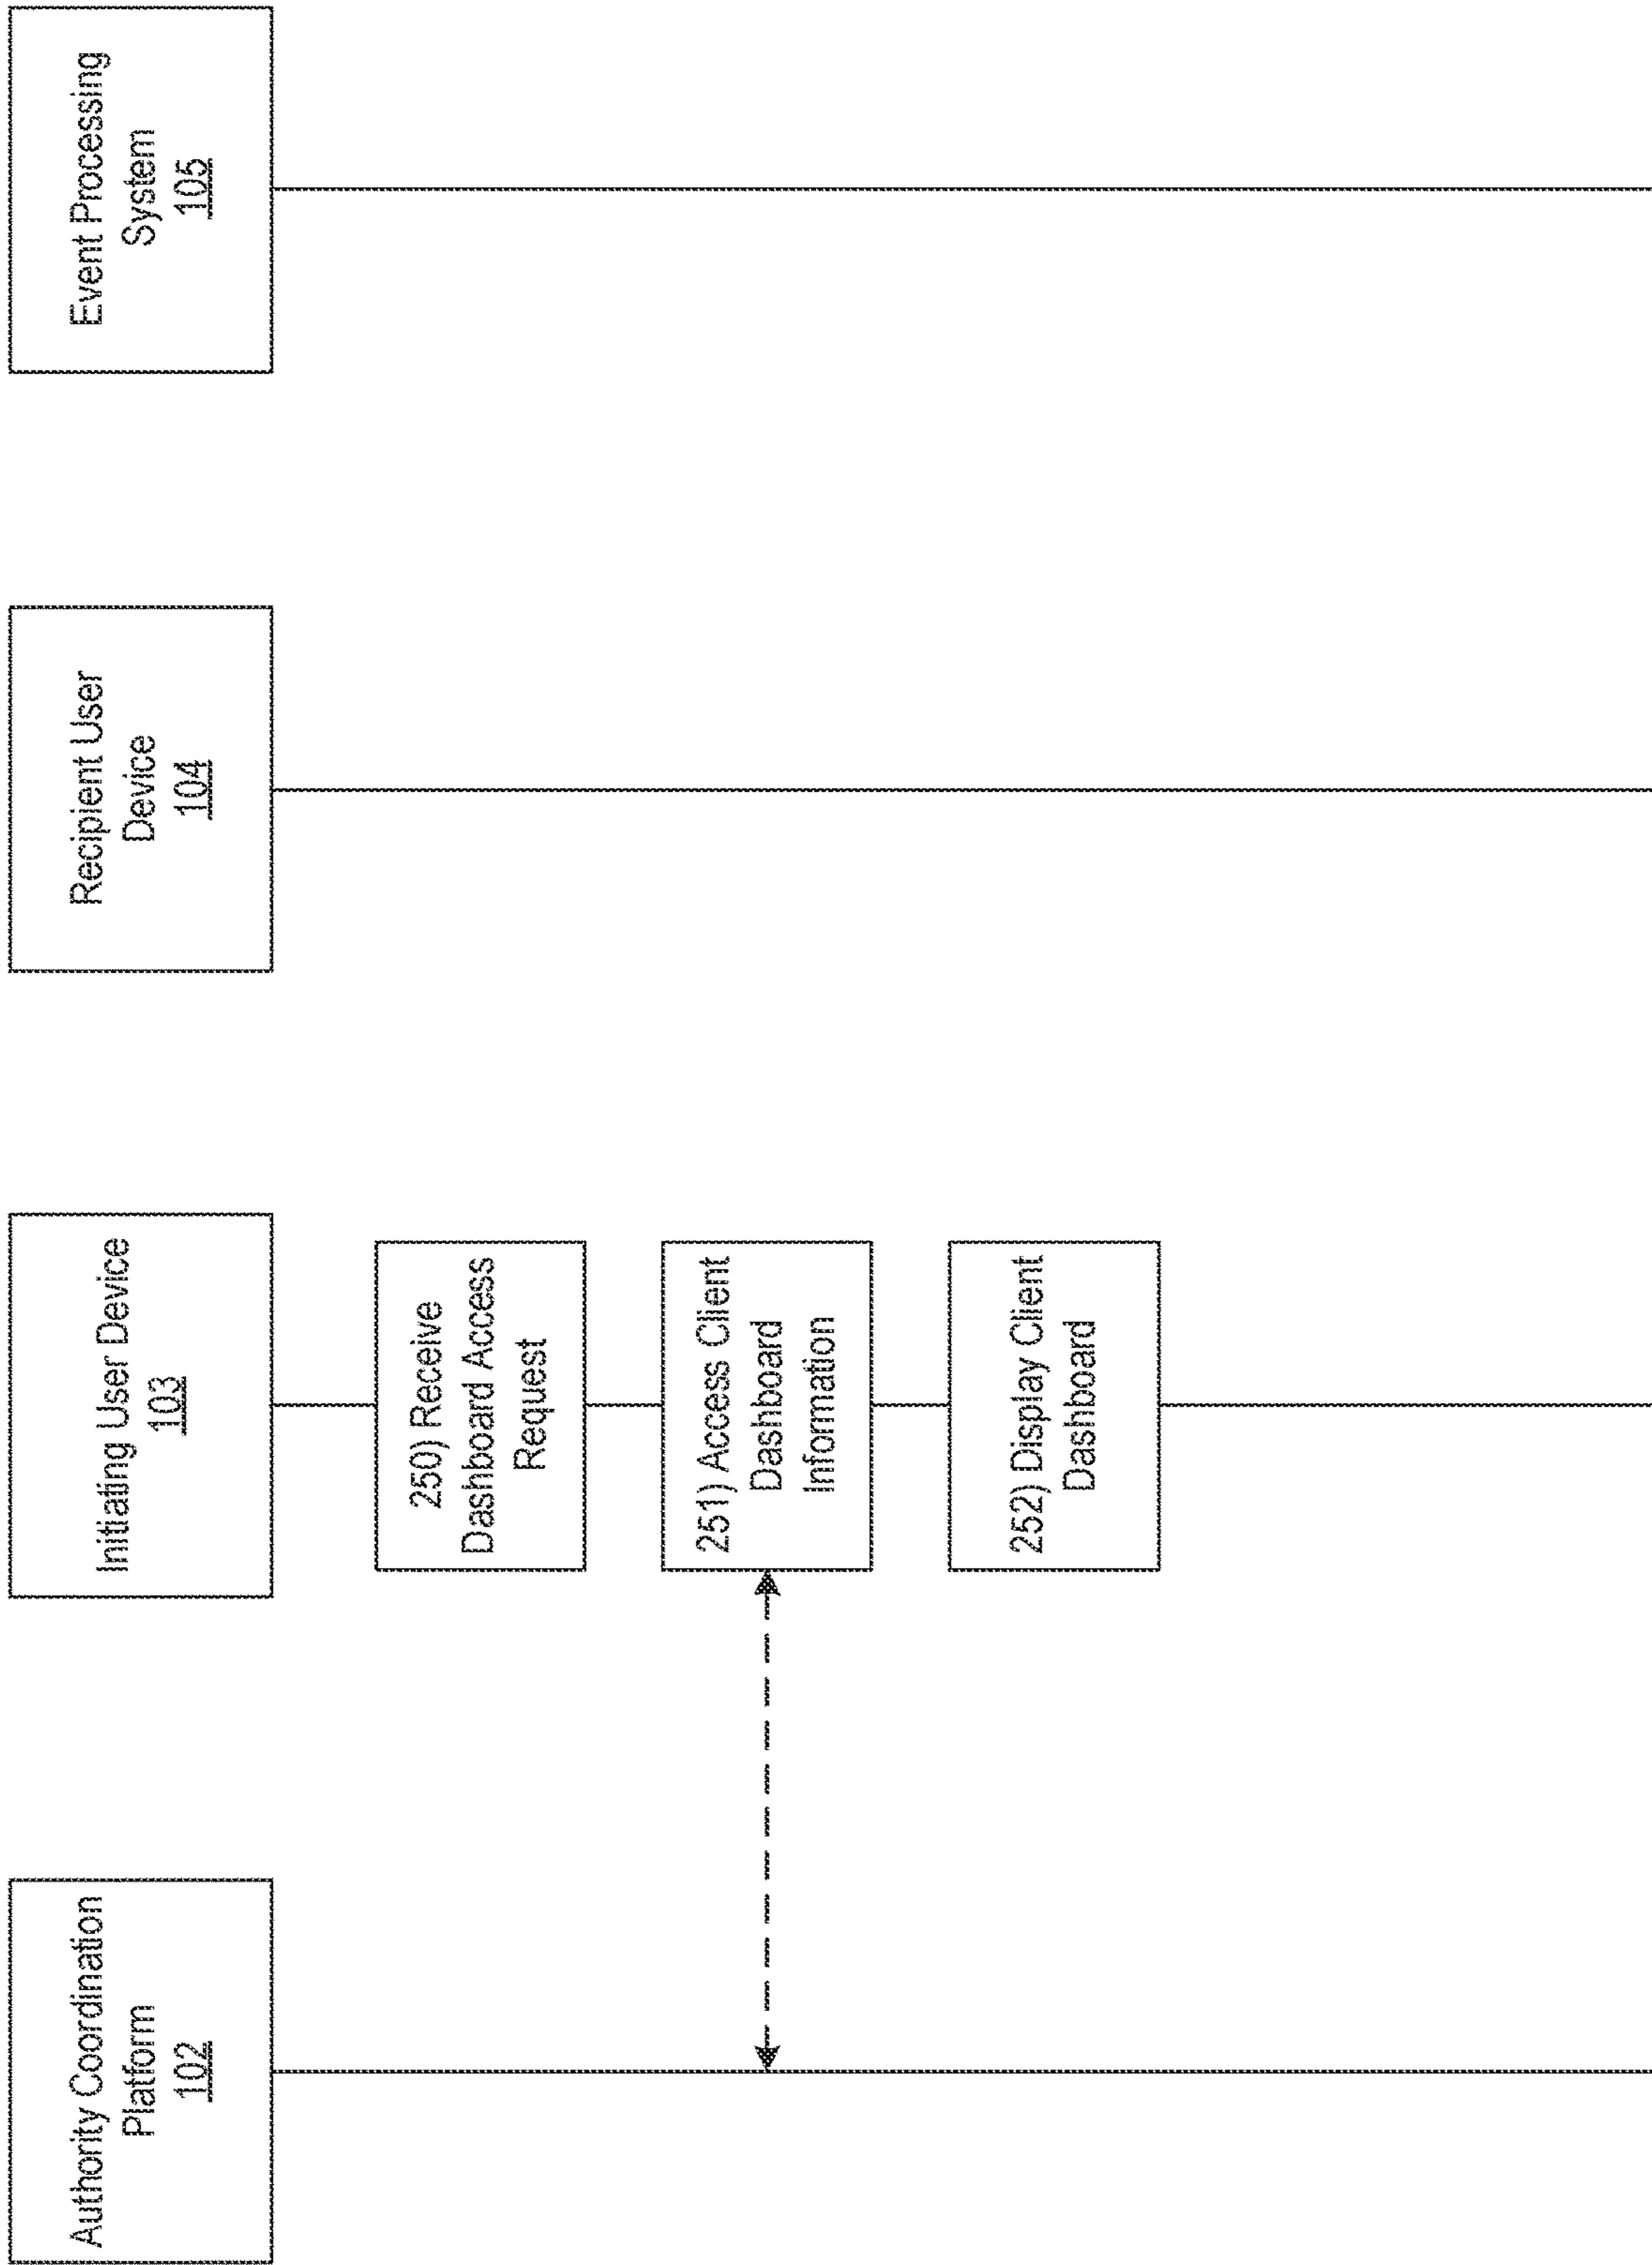 Authority Coordination
Platform
102
Initiating User Device
103
Recipient User
Device
104
Event Processing
System
105
250) Receive
Dashboard Access
Request
251) Access Client
Dashboard
Information
252) Display Client
Dashboard